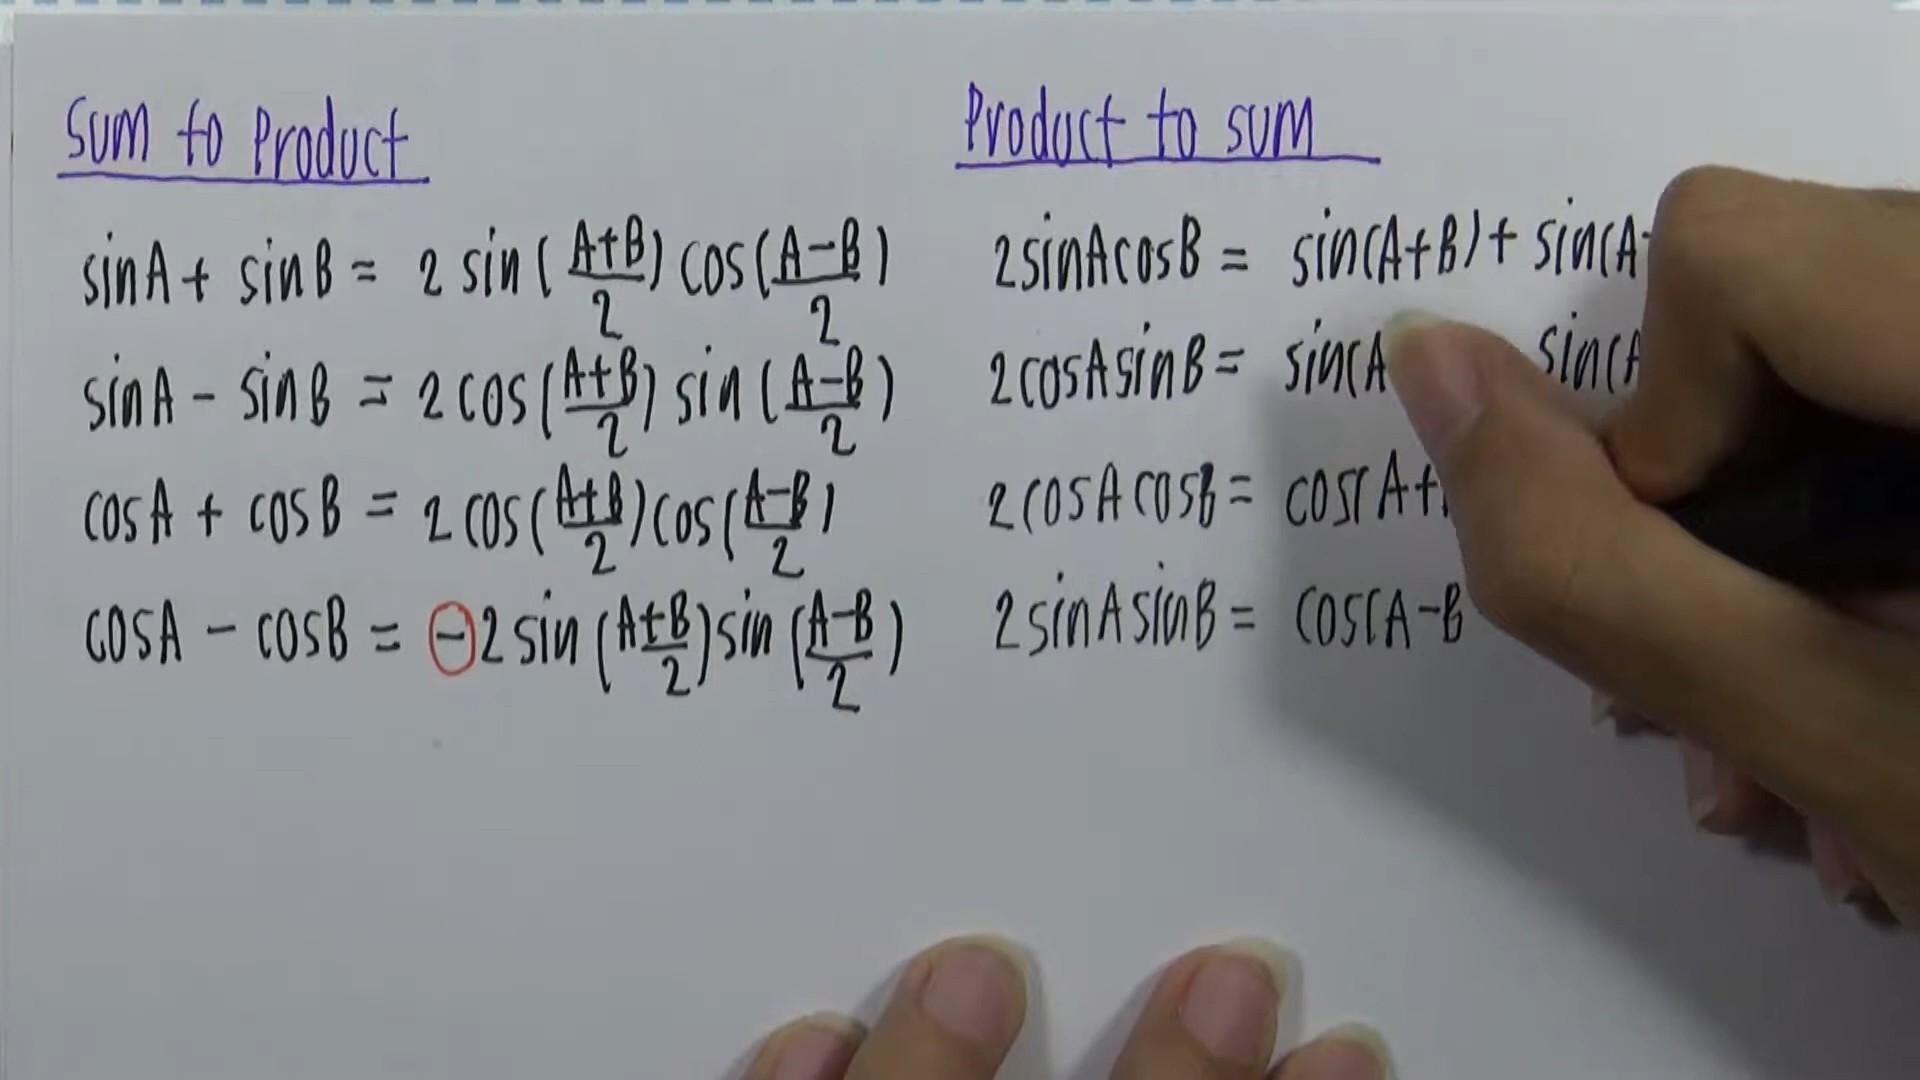 Sum to Product
sinA + sinB = 2 sin(A+B/2) cos(A-B/2)
sinA - sinB = 2 cos(A+B/2) sin(A-B/2)
cosA + cosB = 2 cos(A+B/2) cos(A-B/2)
cosA - cosB = -2 sin(A+B/2) sin(A-B/2)
Product to sum
2sinAcosB = sin(A+B) + sin(A-
2cosAsinB = sin(A sin(A
2cosAcosB = cos(A+
2sinAsinB = cos(A-B